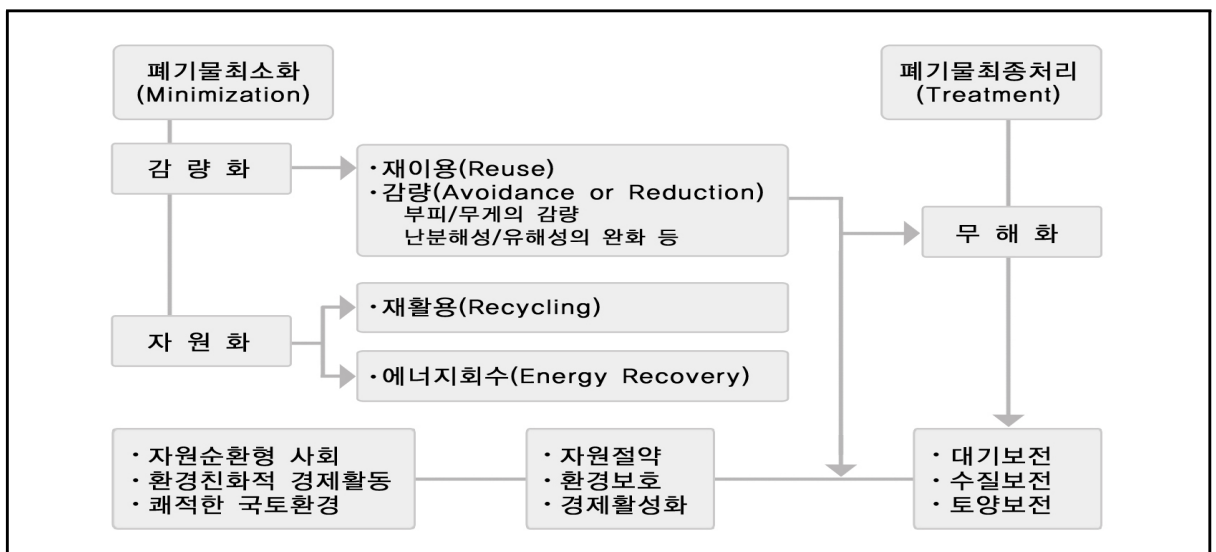 폐기물최소화
(Minimization)
폐기물최종처리
(Treatment)
감 량 화
·재이용(Reuse)
·감량(Avoidance or Reduction)
부피/무게의 감량
난분해성/유해성의 완화 등
무 해 화
자 원 화
·재활용(Recycling)
·에너지회수(Energy Recovery)
·자원순환형 사회
·환경친화적 경제활동
·쾌적한 국토환경
·자원절약
·환경보호
·경제활성화
·대기보전
·수질보전
·토양보전